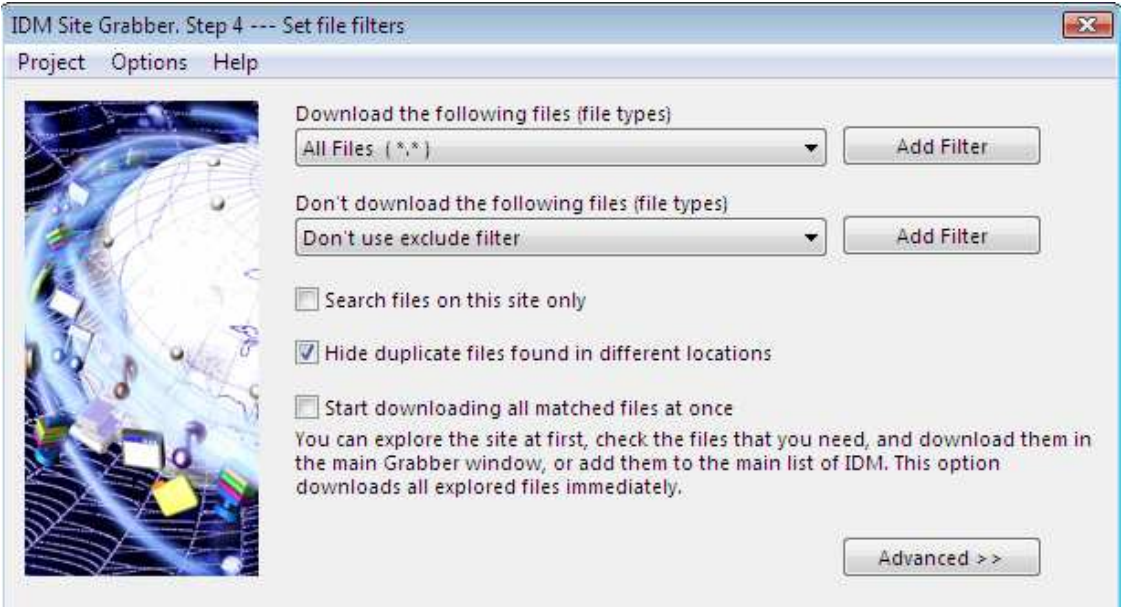 IDM Site Grabber. Step 4 --- Set file filters
Project Options Help
Download the following files (file types)
All Files ( *.* )
Add Filter
Don't download the following files (file types)
Don't use exclude filter
Add Filter
Search files on this site only
Hide duplicate files found in different locations
Start downloading all matched files at once
You can explore the site at first, check the files that you need, and download them in
the main Grabber window, or add them to the main list of IDM. This option
downloads all explored files immediately.
Advanced >>